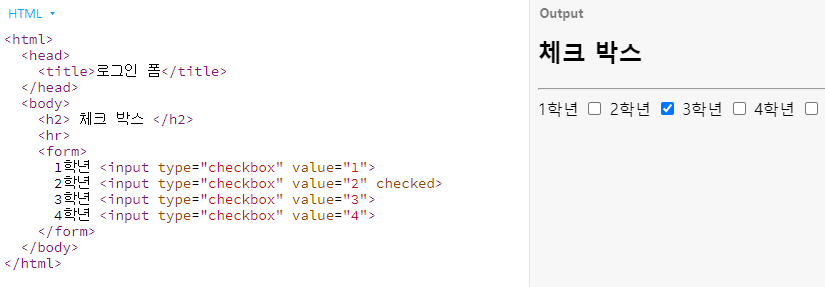 HTML
<html>
<head>
<title>로그인 폼</title>
</head>
<body>
<h2> 체크 박스 </h2>
<hr>
<form>
1학년 <input type="checkbox" value="1">
2학년 <input type="checkbox" value="2" checked>
3학년 <input type="checkbox" value="3">
4학년 <input type="checkbox" value="4">
</form>
</body>
</html>
Output
체크 박스
1학년 2학년 3학년 4학년